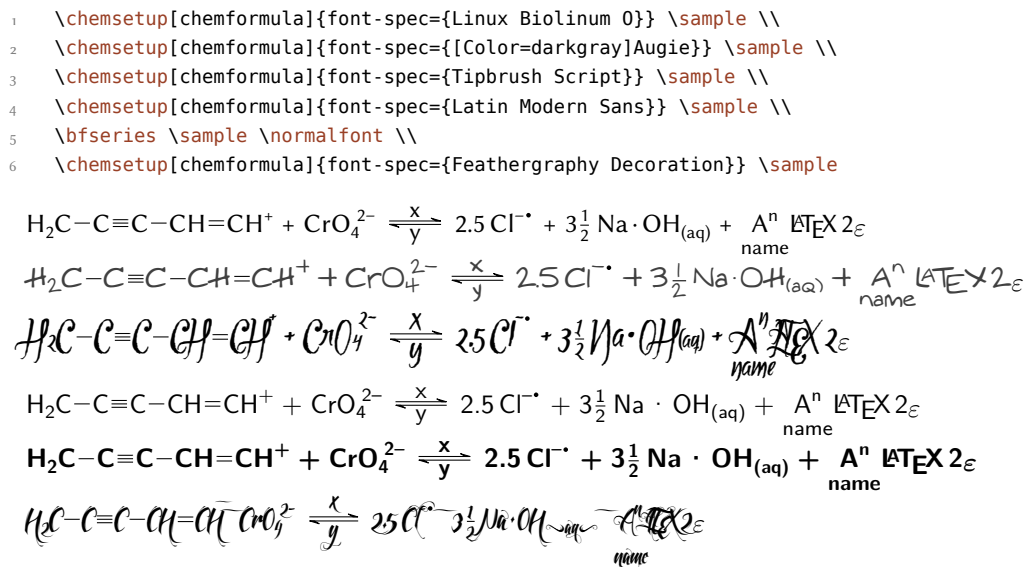 1 \chemsetup[chemformula]{font-spec={Linux Biolinum O}} \sample \\
2 \chemsetup[chemformula]{font-spec={[Color=darkgray]Augie}} \sample \\
3 \chemsetup[chemformula]{font-spec={Tipbrush Script}} \sample \\
4 \chemsetup[chemformula]{font-spec={Latin Modern Sans}} \sample \\
5 \bfseries \sample \normalfont \\
6 \chemsetup[chemformula]{font-spec={Feathergraphy Decoration}} \sample
H₂C−C≡C−CH=CH⁺ + CrO₄²⁻ x⇌y 2.5 Cl⁻• + 3½ Na·OH(aq) + Aⁿ LATEX 2ε
name
H₂C−C≡C−CH=CH⁺ + CrO₄²⁻ x⇌y 2.5 Cl⁻• + 3½ Na·OH(aq) + Aⁿ LATEX 2ε
name
H₂C−C≡C−CH=CH⁺ + CrO₄²⁻ x⇌y 2.5 Cl⁻• + 3½ Na·OH(aq) + Aⁿ LATEX 2ε
name
H₂C−C≡C−CH=CH⁺ + CrO₄²⁻ x⇌y 2.5 Cl⁻• + 3½ Na · OH(aq) + Aⁿ LATEX 2ε
name
H₂C−C≡C−CH=CH⁺ + CrO₄²⁻ x⇌y 2.5 Cl⁻• + 3½ Na · OH(aq) + Aⁿ LATEX 2ε
name
H₂C−C≡C−CH=CH CrO₄²⁻ x⇌y 2.5 Cl⁻• 3½ Na·OH aq Aⁿ LATEX 2ε
name